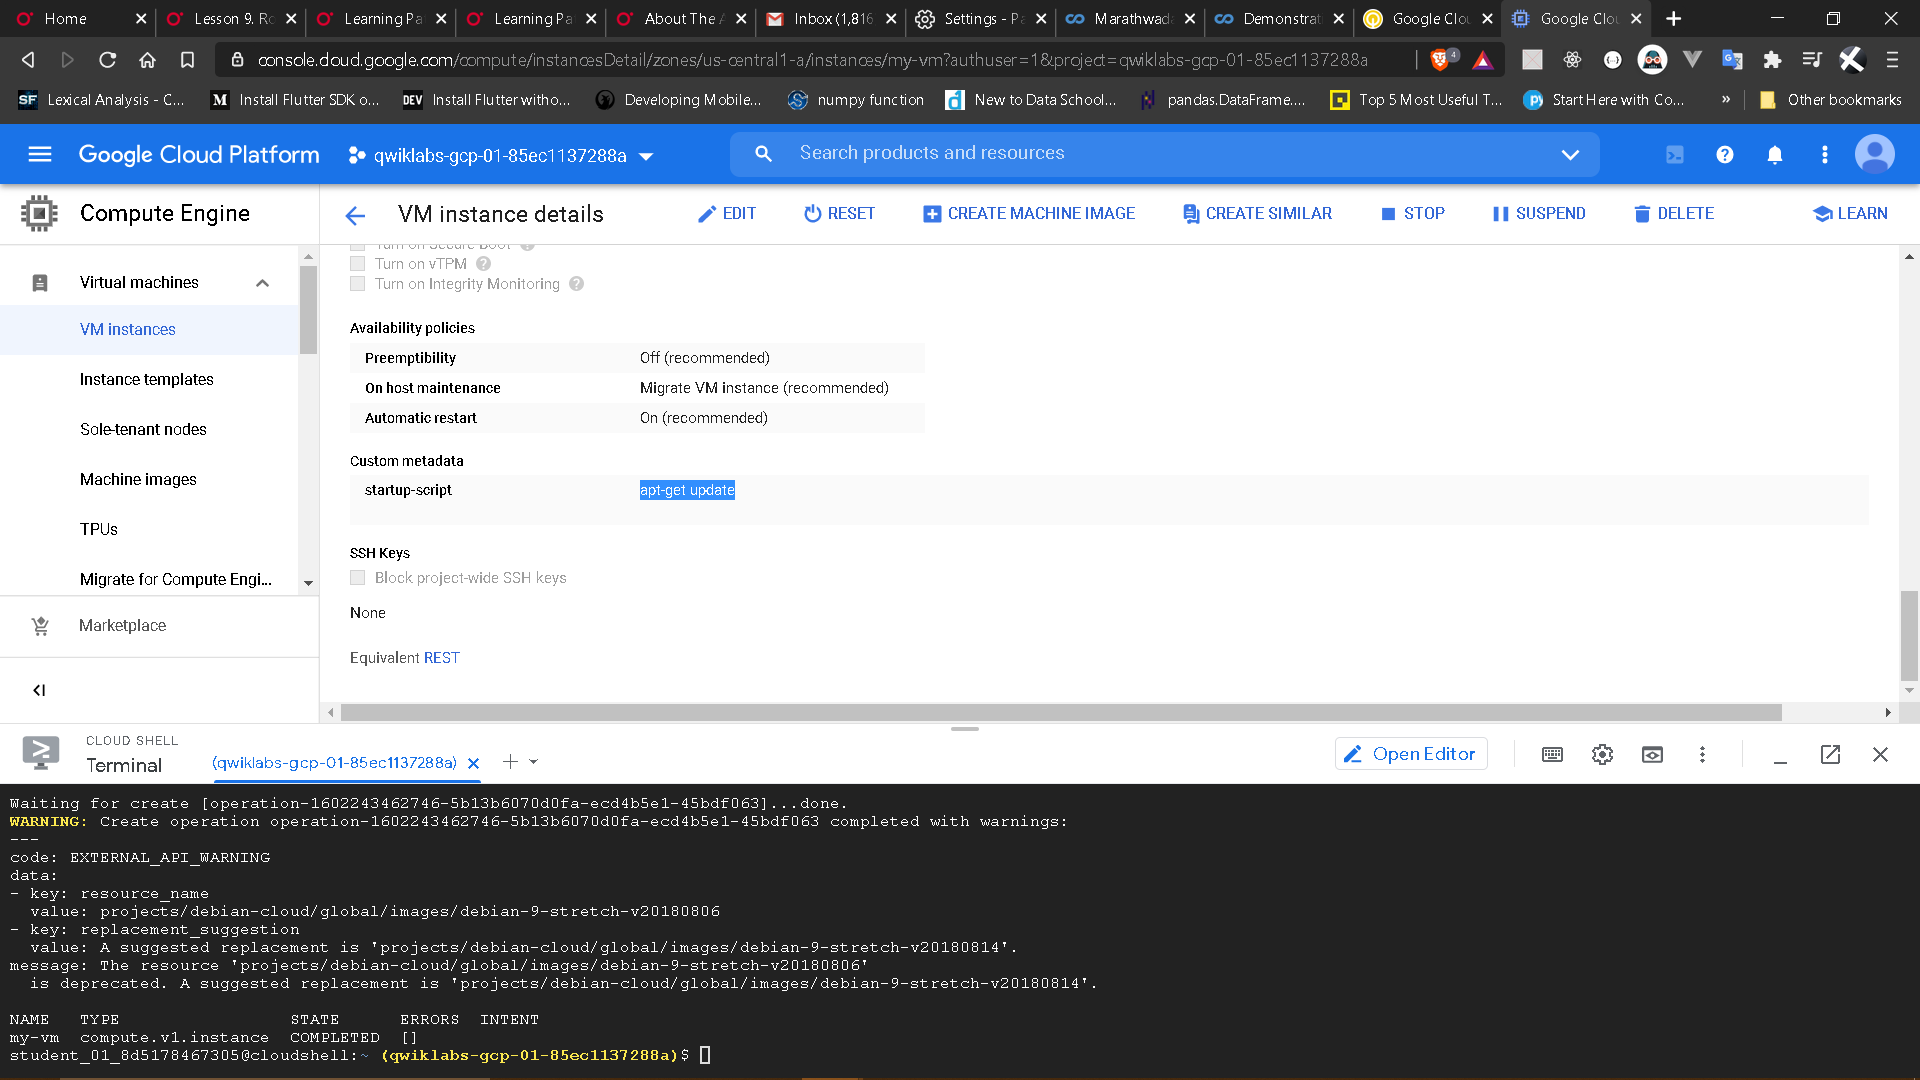 Home
Lesson 9. Ro
Learning Pa
Learning Pa
About The A
Inbox (1,816
Settings - Pa
Marathwad
Demonstrat
Google Clou
Google Clou
console.cloud.google.com/compute/instancesDetail/zones/us-central1-a/instances/my-vm?authuser=1&project=qwiklabs-gcp-01-85ec1137288a
4
SF Lexical Analysis - C...
M Install Flutter SDK o...
DEV Install Flutter witho...
Developing Mobile...
numpy function
d New to Data School...
pandas.DataFrame....
Top 5 Most Useful T...
Start Here with Co...
»
Other bookmarks
Google Cloud Platform
qwiklabs-gcp-01-85ec1137288a
Search products and resources
Compute Engine
VM instance details
EDIT
RESET
CREATE MACHINE IMAGE
CREATE SIMILAR
STOP
SUSPEND
DELETE
LEARN
Virtual machines
VM instances
Instance templates
Sole-tenant nodes
Machine images
TPUs
Migrate for Compute Engi...
Marketplace
Turn on Secure Boot
Turn on vTPM
Turn on Integrity Monitoring
Availability policies
Preemptibility Off (recommended)
On host maintenance Migrate VM instance (recommended)
Automatic restart On (recommended)
Custom metadata
startup-script apt-get update
SSH Keys
Block project-wide SSH keys
None
Equivalent REST
CLOUD SHELL
Terminal
(qwiklabs-gcp-01-85ec1137288a)
Open Editor
Waiting for create [operation-1602243462746-5b13b6070d0fa-ecd4b5e1-45bdf063]...done.
WARNING: Create operation operation-1602243462746-5b13b6070d0fa-ecd4b5e1-45bdf063 completed with warnings:
---
code: EXTERNAL_API_WARNING
data:
- key: resource_name
value: projects/debian-cloud/global/images/debian-9-stretch-v20180806
- key: replacement_suggestion
value: A suggested replacement is 'projects/debian-cloud/global/images/debian-9-stretch-v20180814'.
message: The resource 'projects/debian-cloud/global/images/debian-9-stretch-v20180806'
is deprecated. A suggested replacement is 'projects/debian-cloud/global/images/debian-9-stretch-v20180814'.
NAME TYPE STATE ERRORS INTENT
my-vm compute.v1.instance COMPLETED []
student_01_8d5178467305@cloudshell:~ (qwiklabs-gcp-01-85ec1137288a)$